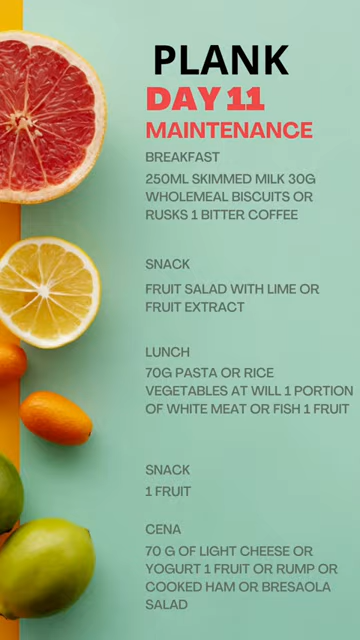 PLANK
DAY 11
MAINTENANCE
BREAKFAST
250ML SKIMMED MILK 30G
WHOLEMEAL BISCUITS OR
RUSKS 1 BITTER COFFEE
SNACK
FRUIT SALAD WITH LIME OR
FRUIT EXTRACT
LUNCH
70G PASTA OR RICE
VEGETABLES AT WILL 1 PORTION
OF WHITE MEAT OR FISH 1 FRUIT
SNACK
1 FRUIT
CENA
70 G OF LIGHT CHEESE OR
YOGURT 1 FRUIT OR RUMP OR
COOKED HAM OR BRESAOLA
SALAD